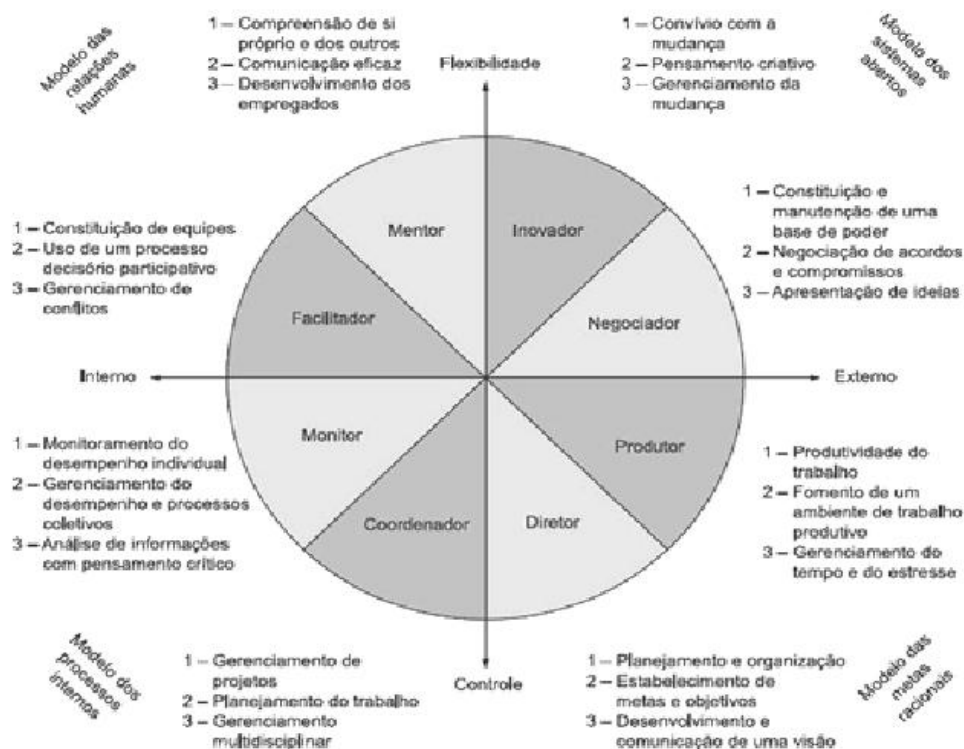 Modelo das
relações
humanas
1 – Compreensão de si
próprio e dos outros
2 – Comunicação eficaz
3 – Desenvolvimento dos
empregados
Flexibilidade
1 – Convívio com a
mudança
2 – Pensamento criativo
3 – Gerenciamento da
mudança
Modelo dos
sistemas
abertos
1 – Constituição de equipes
2 – Uso de um processo
decisório participativo
3 – Gerenciamento de
conflitos
Mentor
Inovador
Facilitador
Negociador
1 – Constituição e
manutenção de uma
base de poder
2 – Negociação de acordos
e compromissos
3 – Apresentação de ideias
Interno
Externo
1 – Monitoramento do
desempenho individual
2 – Gerenciamento do
desempenho e processos
coletivos
3 – Análise de informações
com pensamento crítico
Monitor
Produtor
Coordenador
Diretor
1 – Produtividade do
trabalho
2 – Fomento de um
ambiente de trabalho
produtivo
3 – Gerenciamento do
tempo e do estresse
Modelo dos
processos
internos
1 – Gerenciamento de
projetos
2 – Planejamento do trabalho
3 – Gerenciamento
multidisciplinar
Controle
1 – Planejamento e organização
2 – Estabelecimento de
metas e objetivos
3 – Desenvolvimento e
comunicação de uma visão
Modelo das
metas
racionais